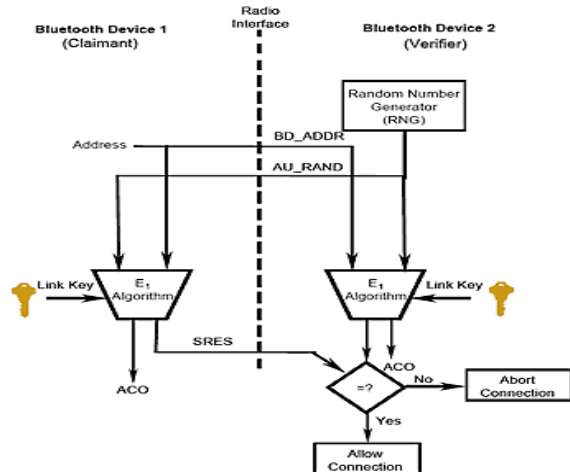 Radio
Interface
Bluetooth Device 1
(Claimant)
Bluetooth Device 2
(Verifier)
Random Number
Generator
(RNG)
BD_ADDR
Address
AU_RAND
Link Key
E1
Algorithm
E1
Algorithm
Link Key
SRES
ACO
ACO
=?
No
Abort
Connection
Yes
Allow
Connection